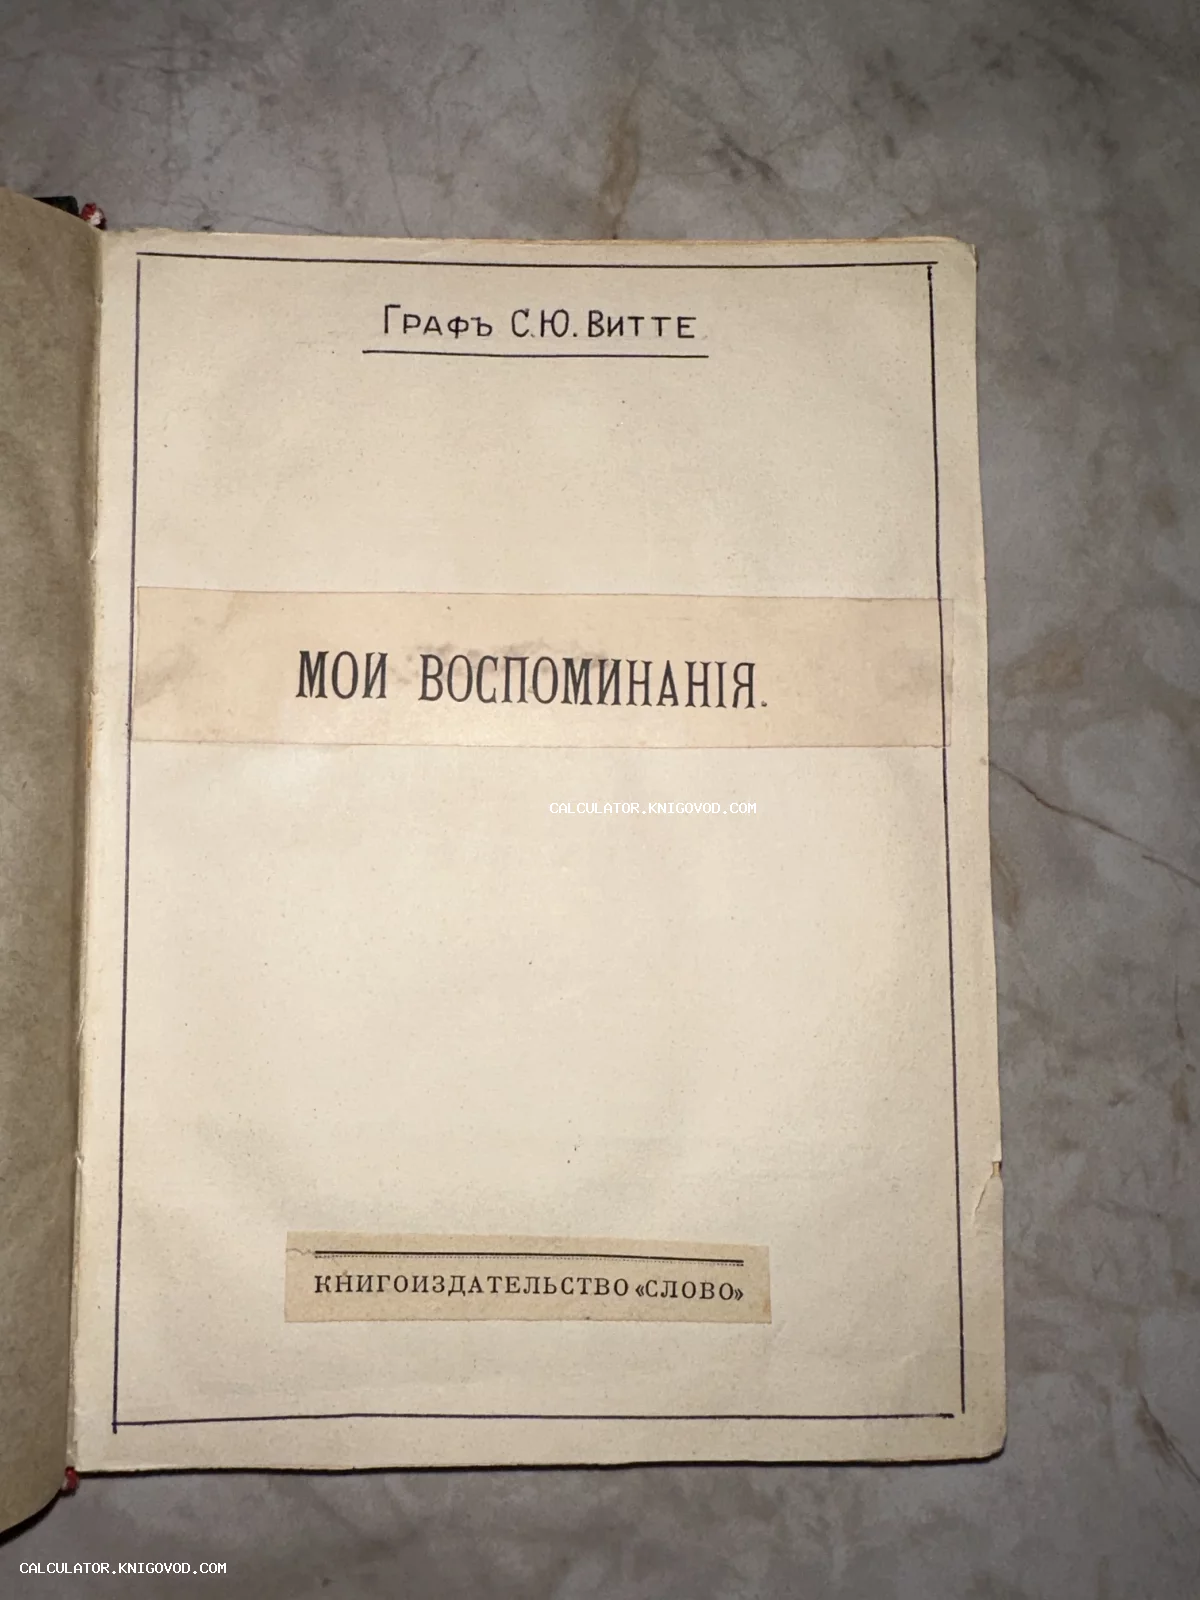 Графъ С.Ю. Витте
МОИ ВОСПОМИНАНІЯ.
CALCULATOR.KNIGOVOD.COM
КНИГОИЗДАТЕЛЬСТВО «СЛОВО»
CALCULATOR.KNIGOVOD.COM